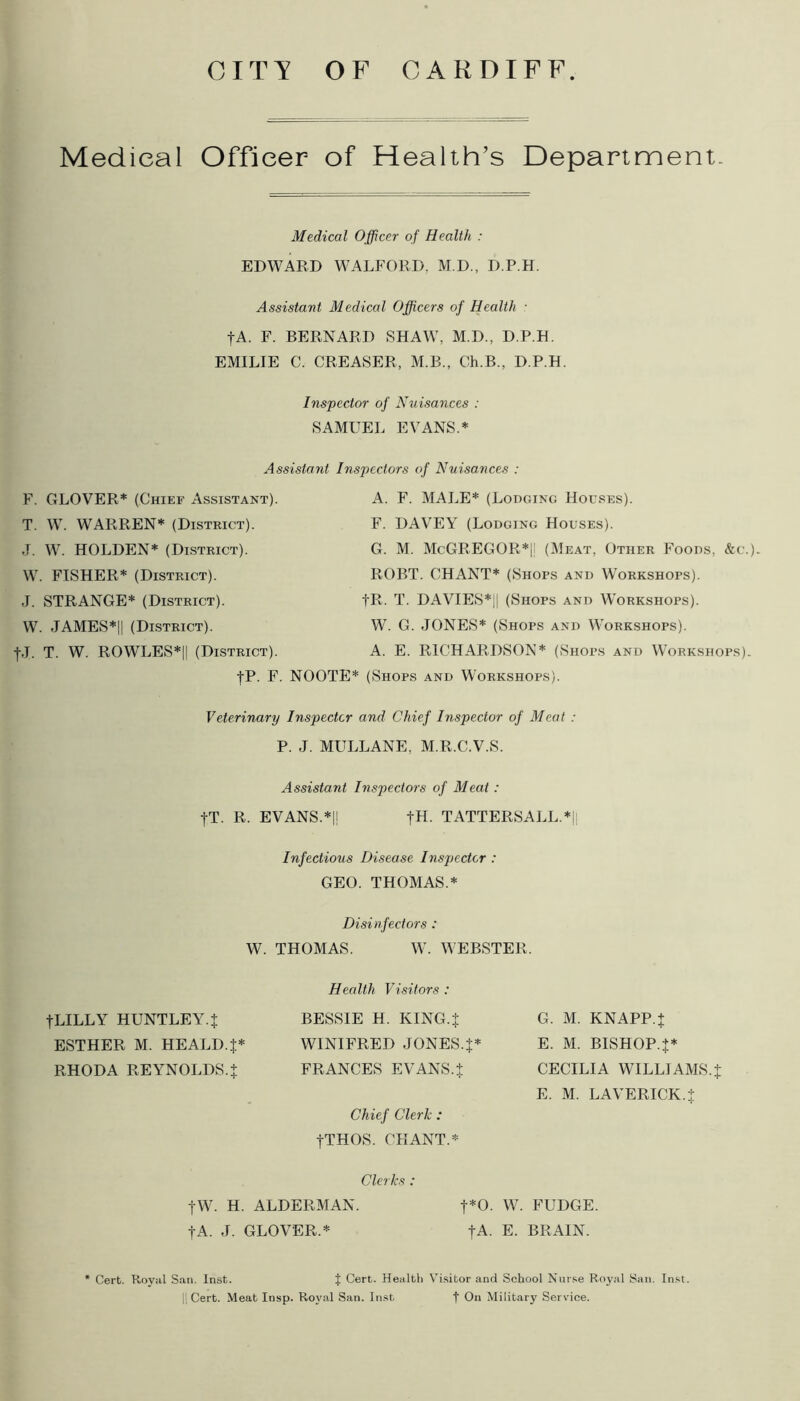 CITY OF CARDIFF.
Medical Officer of Health's Department.
Medical Officer of Health :
EDWARD WALFORD, M.D., D.P.H.
Assistant Medical Officers of Health :
†A. F. BERNARD SHAW, M.D., D.P.H.
EMILIE C. CREASER, M.B., Ch.B., D.P.H.
Inspector of Nuisances :
SAMUEL EVANS.*
Assistant Inspectors of Nuisances :
F. GLOVER* (Chief Assistant).
T. W. WARREN* (District).
J. W. HOLDEN* (District).
W. FISHER* (District).
J. STRANGE* (District).
W. JAMES*|| (District).
†J. T. W. ROWLES*|| (District).
A. F. MALE* (Lodging Houses).
F. DAVEY (Lodging Houses).
G. M. McGREGOR*|| (Meat, Other Foods, &c.).
ROBT. CHANT* (Shops and Workshops).
†R. T. DAVIES*|| (Shops and Workshops).
W. G. JONES* (Shops and Workshops).
A. E. RICHARDSON* (Shops and Workshops).
†P. F. NOOTE* (Shops and Workshops).
Veterinary Inspector and Chief Inspector of Meat :
P. J. MULLANE, M.R.C.V.S.
Assistant Inspectors of Meat :
†T. R. EVANS.*|| †H. TATTERSALL.*||
Infectious Disease Inspector :
GEO. THOMAS.*
Disinfectors :
W. THOMAS. W. WEBSTER.
Health Visitors :
†LILLY HUNTLEY.‡ BESSIE H. KING.‡ G. M. KNAPP.‡
ESTHER M. HEALD.‡* WINIFRED JONES.‡* E. M. BISHOP.‡*
RHODA REYNOLDS.‡ FRANCES EVANS.‡ CECILIA WILLIAMS.‡
E. M. LAVERICK.‡
Chief Clerk :
†THOS. CHANT.*
Clerks :
†W. H. ALDERMAN. †*O. W. FUDGE.
†A. J. GLOVER.* †A. E. BRAIN.
* Cert. Royal San. Inst. ‡ Cert. Health Visitor and School Nurse Royal San. Inst.
|| Cert. Meat Insp. Royal San. Inst † On Military Service.